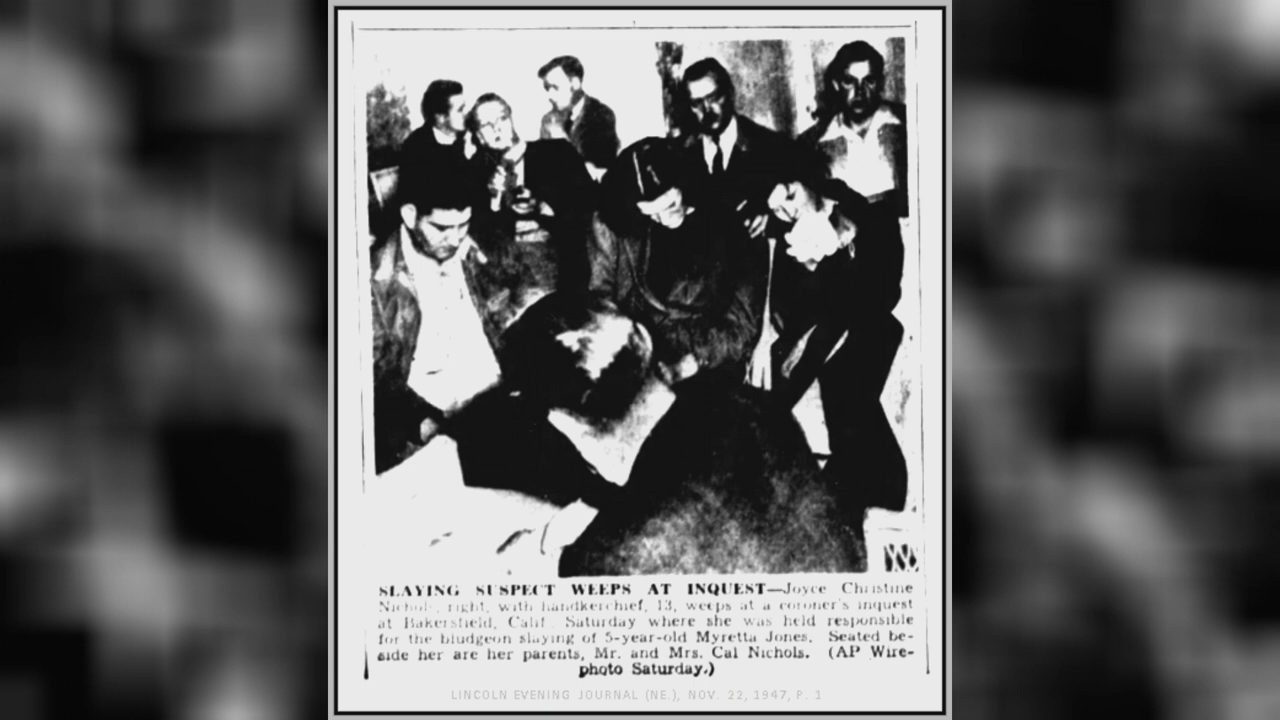 SLAYING SUSPECT WEEPS AT INQUEST—Joyce Christine
Nichols, right, with handkerchief, 13, weeps at a coroner's inquest
at Bakersfield, Calif. Saturday where she was held responsible
for the bludgeon slaying of 5-year-old Myretta Jones. Seated be-
side her are her parents, Mr. and Mrs. Cal Nichols. (AP Wire-
photo Saturday.)
LINCOLN EVENING JOURNAL (NE.), NOV. 22, 1947, P. 1